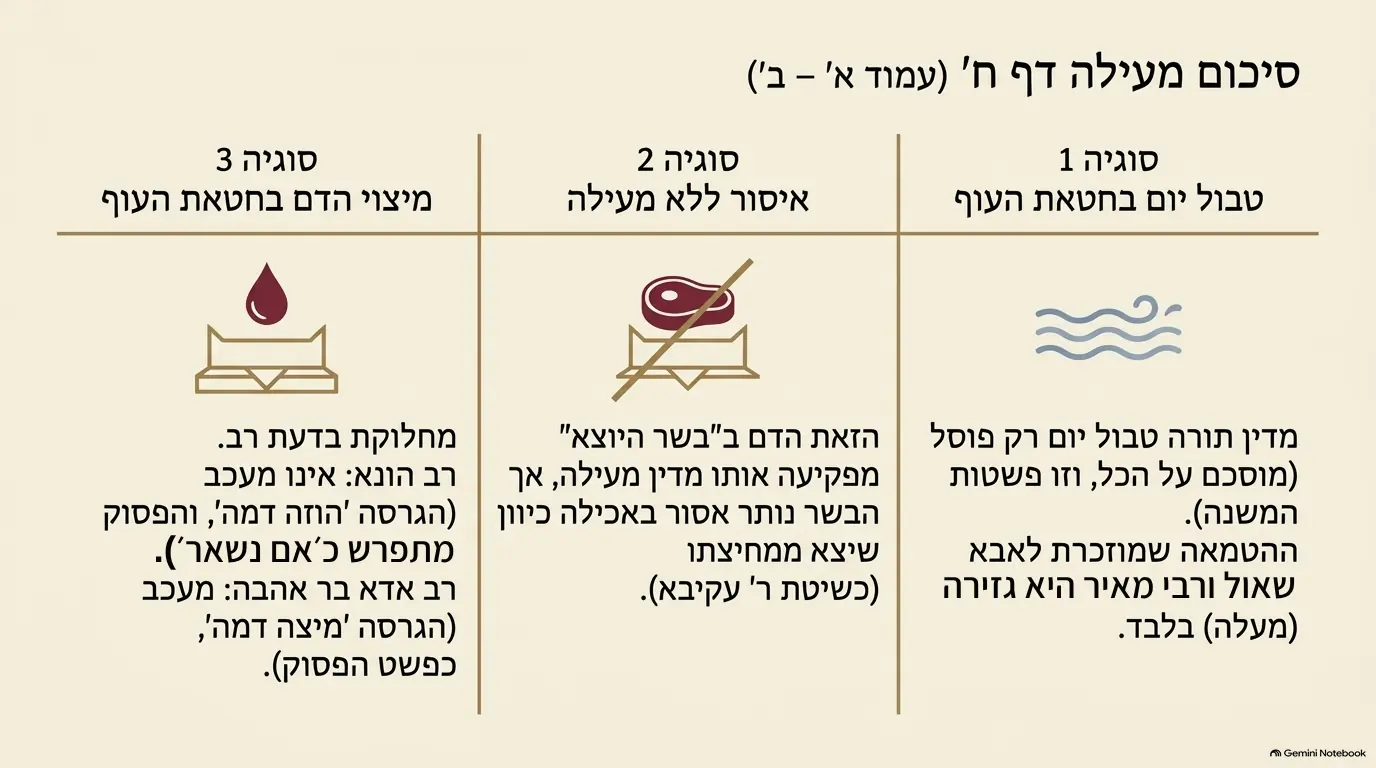 סיכום מעילה דף ח' (עמוד א' – ב')
סוגיה 1
טבול יום בחטאת העוף
מדין תורה טבול יום רק פוסל
(מוסכם על הכל, וזו פשטות
המשנה).
ההטמאה שמוזכרת לאבא
שאול ורבי מאיר היא גזירה
(מעלה) בלבד.
סוגיה 2
איסור ללא מעילה
הזאת הדם ב"בשר היוצא"
מפקיעה אותו מדין מעילה, אך
הבשר נותר אסור באכילה כיוון
שיצא ממחיצתו
(כשיטת ר' עקיבא).
סוגיה 3
מיצוי הדם בחטאת העוף
מחלוקת בדעת רב.
רב הונא: אינו מעכב
(הגרסה 'הוזה דמה', והפסוק
מתפרש כ'אם נשאר').
רב אדא בר אהבה: מעכב
(הגרסה 'מיצה דמה',
כפשט הפסוק).
Gemini Notebook